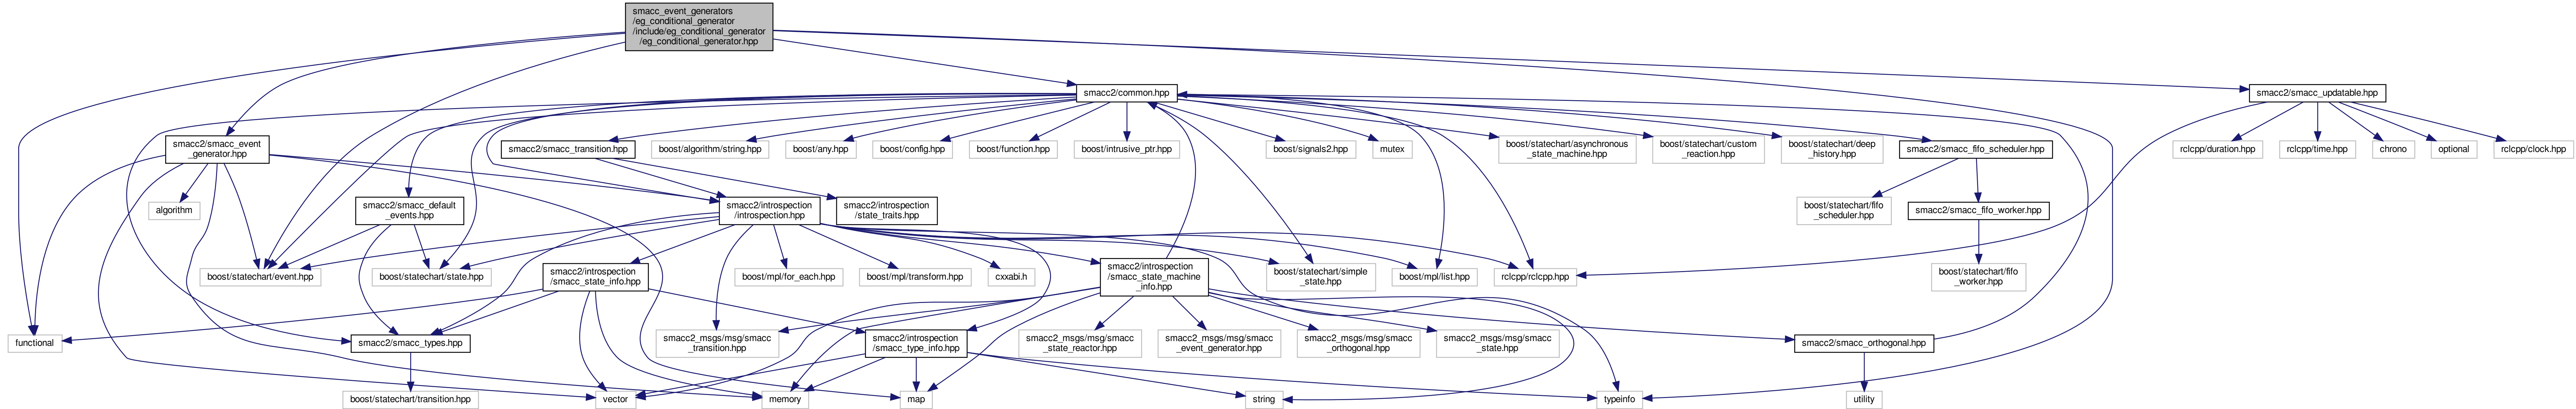 smacc_event_generators
/eg_conditional_generator
/include/eg_conditional_generator
/eg_conditional_generator.hpp
smacc2/common.hpp
smacc2/smacc_updatable.hpp
smacc2/smacc_event
_generator.hpp
smacc2/smacc_transition.hpp
boost/algorithm/string.hpp
boost/any.hpp
boost/config.hpp
boost/function.hpp
boost/intrusive_ptr.hpp
boost/signals2.hpp
mutex
boost/statechart/asynchronous
_state_machine.hpp
boost/statechart/custom
_reaction.hpp
boost/statechart/deep
_history.hpp
smacc2/smacc_fifo_scheduler.hpp
rclcpp/duration.hpp
rclcpp/time.hpp
chrono
optional
rclcpp/clock.hpp
algorithm
smacc2/smacc_default
_events.hpp
smacc2/introspection
/introspection.hpp
smacc2/introspection
/state_traits.hpp
boost/statechart/fifo
_scheduler.hpp
smacc2/smacc_fifo_worker.hpp
boost/statechart/event.hpp
boost/statechart/state.hpp
smacc2/introspection
/smacc_state_info.hpp
boost/mpl/for_each.hpp
boost/mpl/transform.hpp
cxxabi.h
smacc2/introspection
/smacc_state_machine
_info.hpp
boost/statechart/simple
_state.hpp
boost/mpl/list.hpp
rclcpp/rclcpp.hpp
boost/statechart/fifo
_worker.hpp
functional
smacc2/smacc_types.hpp
smacc2_msgs/msg/smacc
_transition.hpp
smacc2/introspection
/smacc_type_info.hpp
smacc2_msgs/msg/smacc
_state_reactor.hpp
smacc2_msgs/msg/smacc
_event_generator.hpp
smacc2_msgs/msg/smacc
_orthogonal.hpp
smacc2_msgs/msg/smacc
_state.hpp
smacc2/smacc_orthogonal.hpp
boost/statechart/transition.hpp
vector
memory
map
string
typeinfo
utility